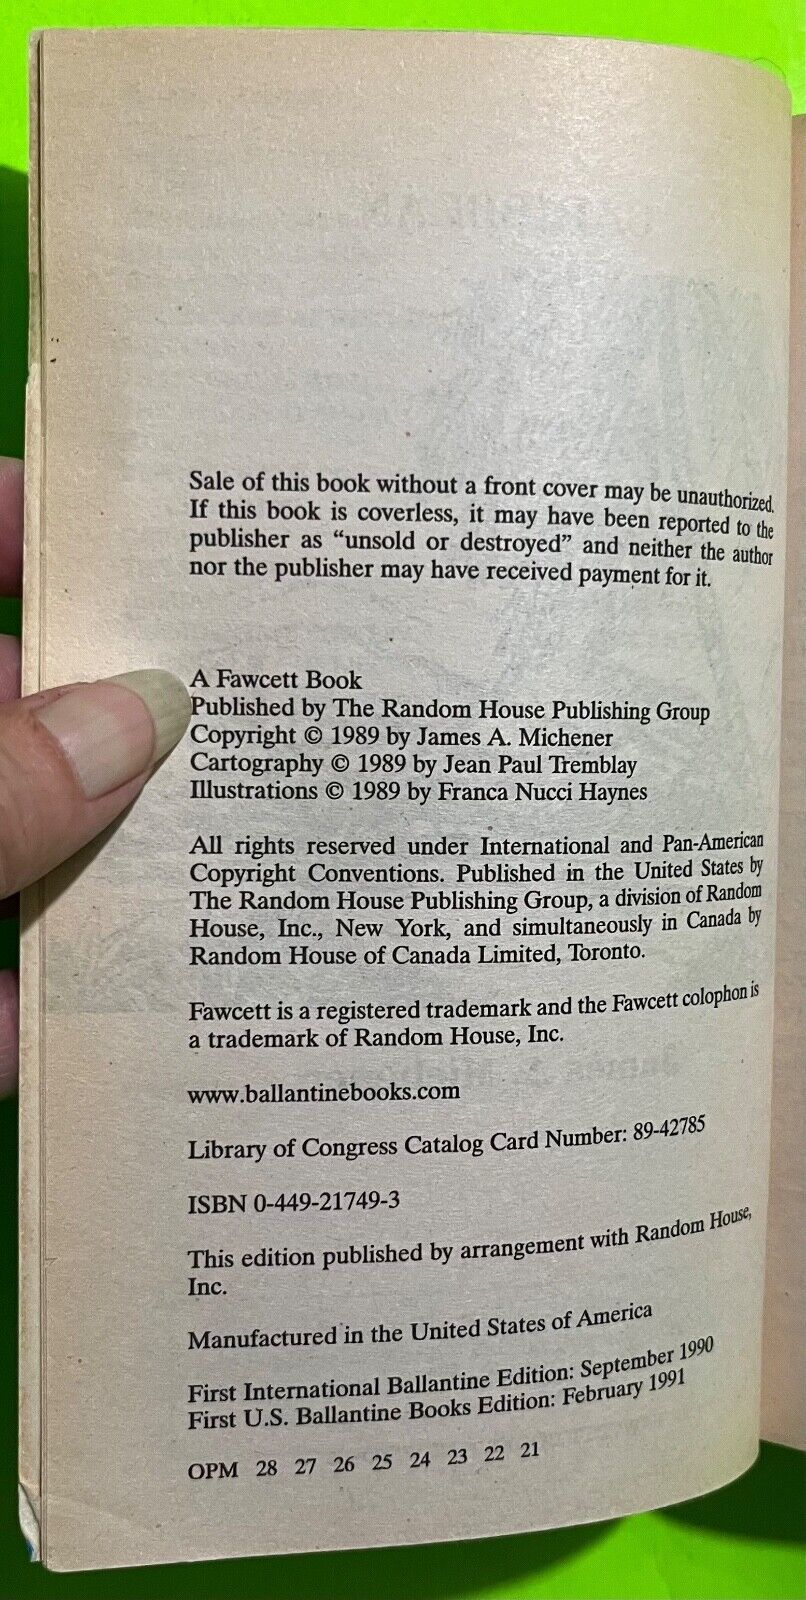 Sale of this book without a front cover may be unauthorized.
If this book is coverless, it may have been reported to the
publisher as “unsold or destroyed” and neither the author
nor the publisher may have received payment for it.
A Fawcett Book
Published by The Random House Publishing Group
Copyright © 1989 by James A. Michener
Cartography © 1989 by Jean Paul Tremblay
Illustrations © 1989 by Franca Nucci Haynes
All rights reserved under International and Pan-American
Copyright Conventions. Published in the United States by
The Random House Publishing Group, a division of Random
House, Inc., New York, and simultaneously in Canada by
Random House of Canada Limited, Toronto.
Fawcett is a registered trademark and the Fawcett colophon is
a trademark of Random House, Inc.
www.ballantinebooks.com
Library of Congress Catalog Card Number: 89-42785
ISBN 0-449-21749-3
This edition published by arrangement with Random House,
Inc.
Manufactured in the United States of America
First International Ballantine Edition: September 1990
First U.S. Ballantine Books Edition: February 1991
OPM 28 27 26 25 24 23 22 21